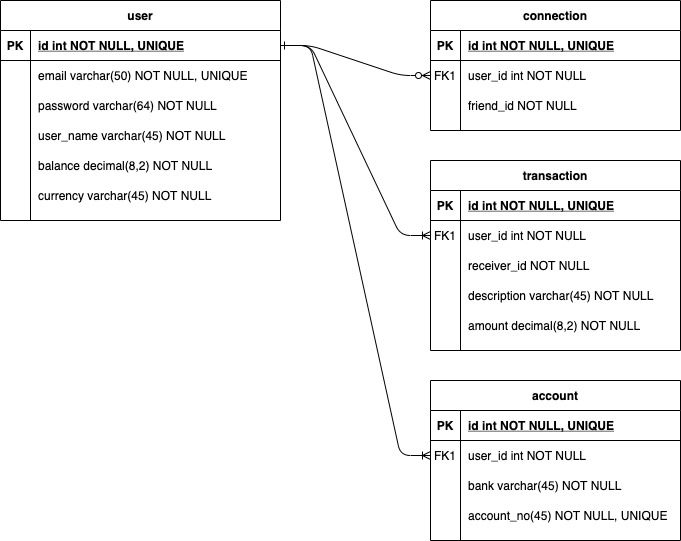 user
PK id int NOT NULL, UNIQUE
email varchar(50) NOT NULL, UNIQUE
password varchar(64) NOT NULL
user_name varchar(45) NOT NULL
balance decimal(8,2) NOT NULL
currency varchar(45) NOT NULL
connection
PK id int NOT NULL, UNIQUE
FK1 user_id int NOT NULL
friend_id NOT NULL
transaction
PK id int NOT NULL, UNIQUE
FK1 user_id int NOT NULL
receiver_id NOT NULL
description varchar(45) NOT NULL
amount decimal(8,2) NOT NULL
account
PK id int NOT NULL, UNIQUE
FK1 user_id int NOT NULL
bank varchar(45) NOT NULL
account_no(45) NOT NULL, UNIQUE